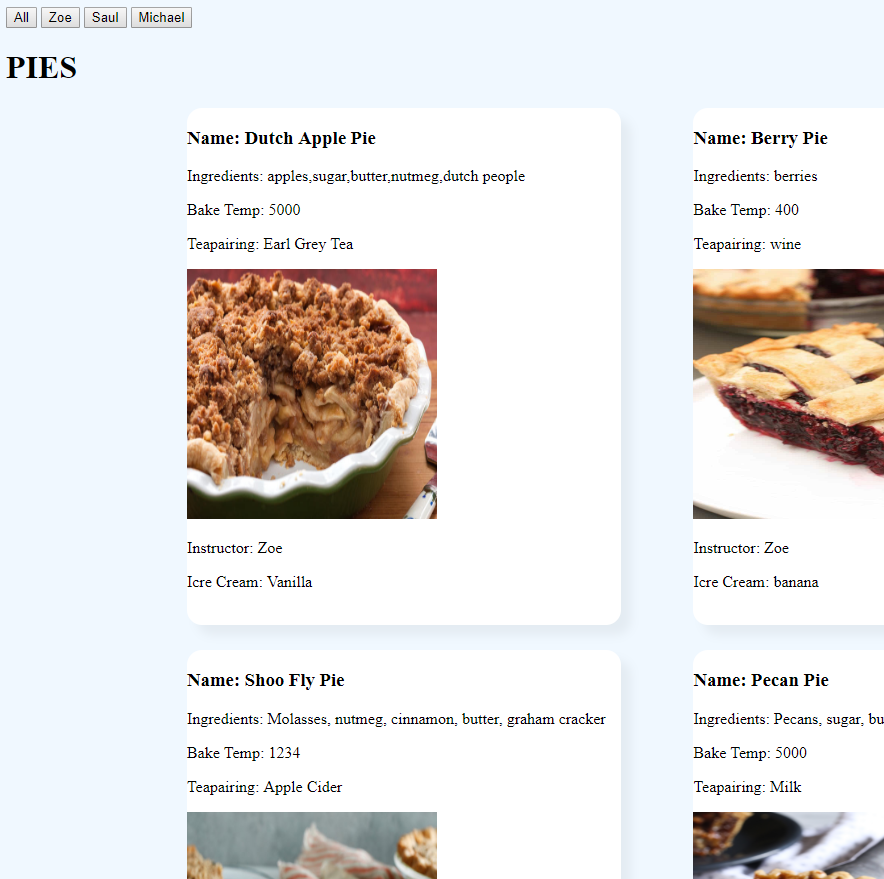 All Zoe Saul Michael
PIES
Name: Dutch Apple Pie
Ingredients: apples,sugar,butter,nutmeg,dutch people
Bake Temp: 5000
Teapairing: Earl Grey Tea
Instructor: Zoe
Icre Cream: Vanilla
Name: Berry Pie
Ingredients: berries
Bake Temp: 400
Teapairing: wine
Instructor: Zoe
Icre Cream: banana
Name: Shoo Fly Pie
Ingredients: Molasses, nutmeg, cinnamon, butter, graham cracker
Bake Temp: 1234
Teapairing: Apple Cider
Name: Pecan Pie
Ingredients: Pecans, sugar, bu
Bake Temp: 5000
Teapairing: Milk